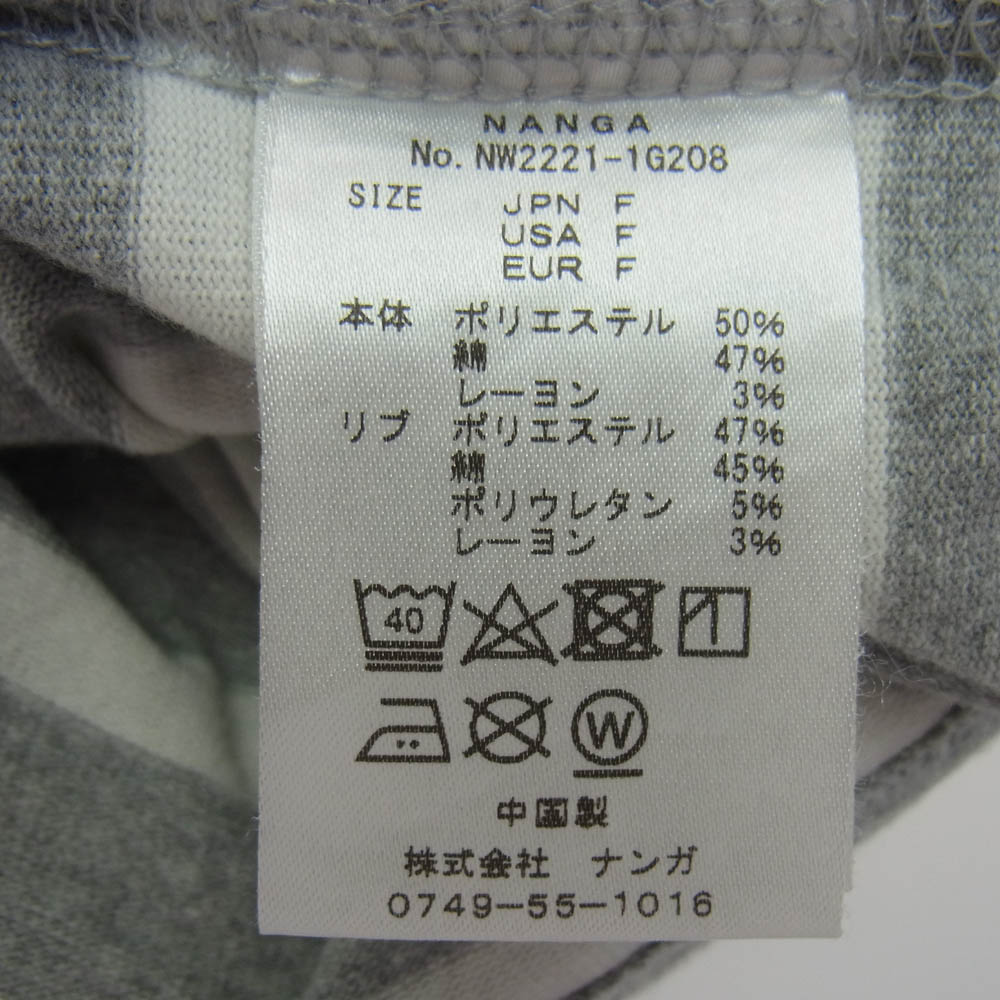 NANGA
No. NW2221-1G208
SIZE JPN F
USA F
EUR F
本体 ポリエステル 50%
綿 47%
レーヨン 3%
リブ ポリエステル 47%
綿 45%
ポリウレタン 5%
レーヨン 3%
40
W
中国製
株式会社 ナンガ
0749-55-1016